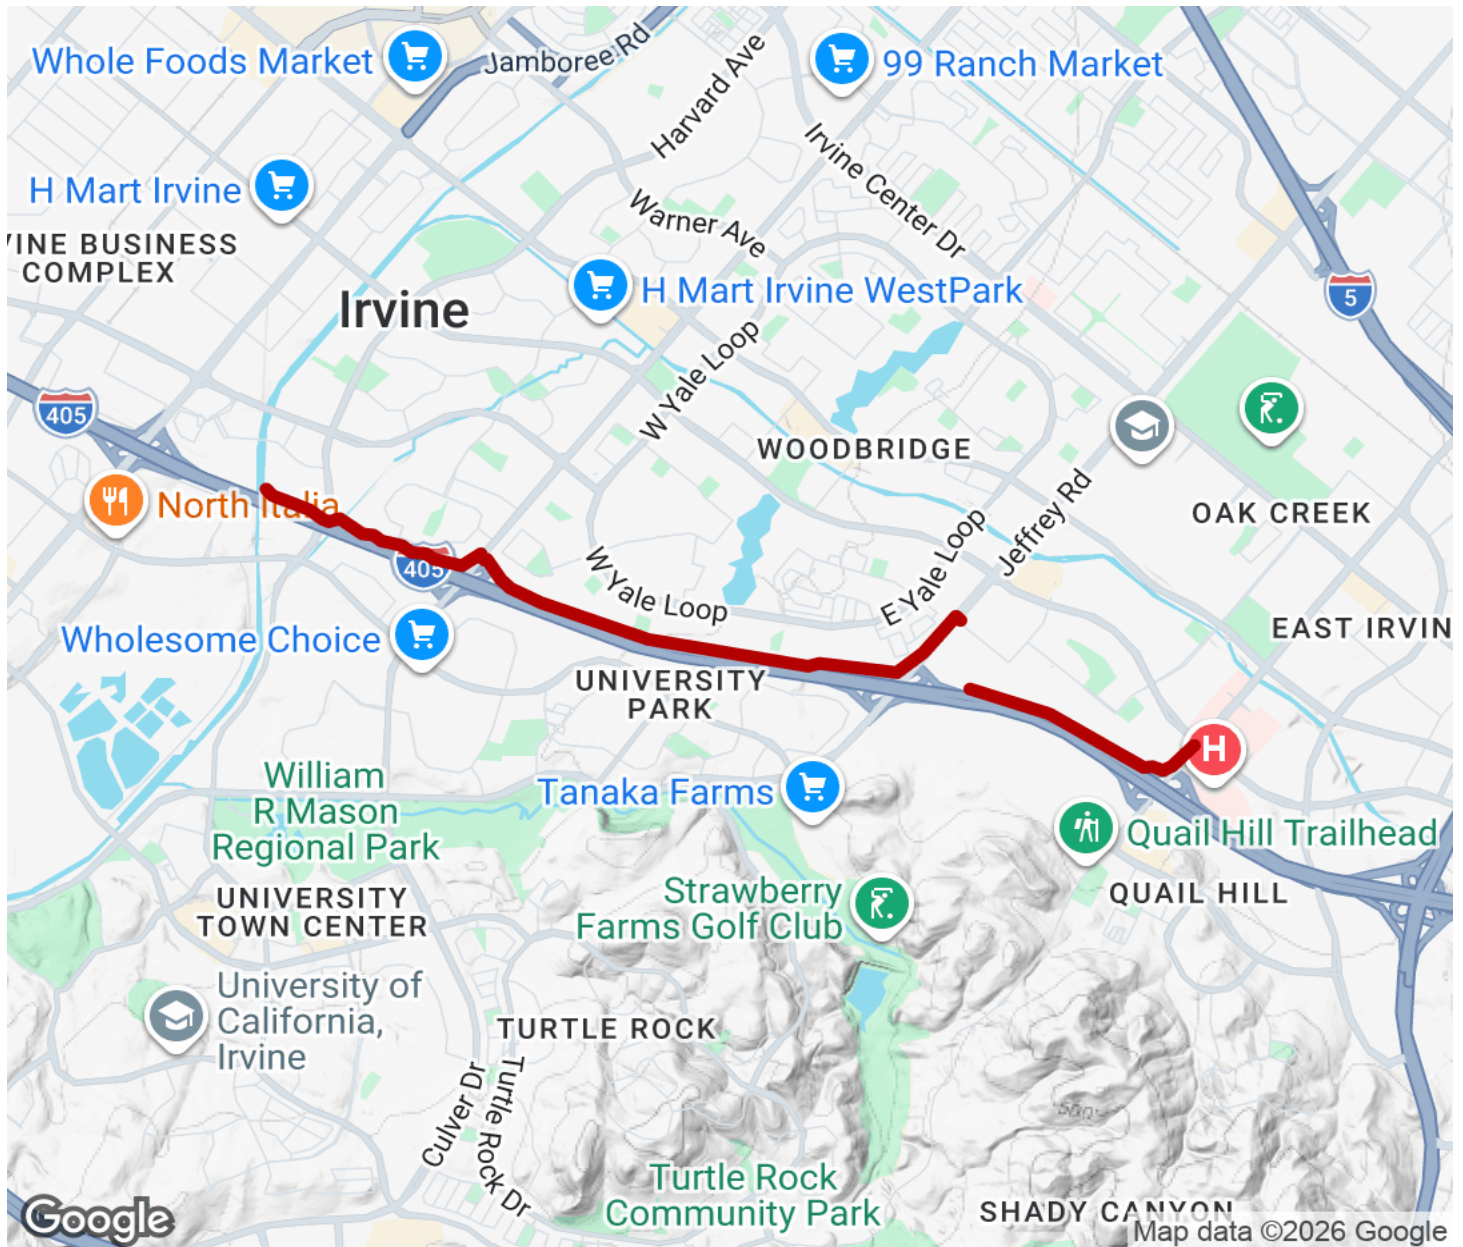 Whole Foods Market
Jamboree Rd
Harvard Ave
99 Ranch Market
Irvine Center Dr
H Mart Irvine
Warner Ave
VINE BUSINESS
COMPLEX
Irvine
H Mart Irvine WestPark
5
W Yale Loop
405
WOODBRIDGE
North Italia
Jeffrey Rd
OAK CREEK
405
W Yale Loop
E Yale Loop
Wholesome Choice
EAST IRVIN
UNIVERSITY
PARK
H
William
R Mason
Regional Park
Tanaka Farms
Quail Hill Trailhead
UNIVERSITY
TOWN CENTER
Strawberry
Farms Golf Club
QUAIL HILL
University of
California,
Irvine
TURTLE ROCK
Culver Dr
Turtle Rock Dr
Turtle Rock
Community Park
SHADY CANYON
Google
Map data ©2026 Google